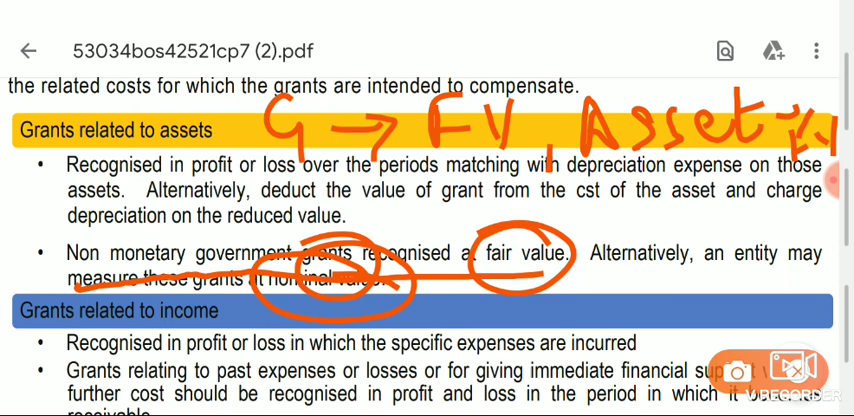 53034bos42521cp7 (2).pdf
the related costs for which the grants are intended to compensate.
Grants related to assets
G → FV, Asset
• Recognised in profit or loss over the periods matching with depreciation expense on those
assets. Alternatively, deduct the value of grant from the cst of the asset and charge
depreciation on the reduced value.
• Non monetary government grants recognised at fair value. Alternatively, an entity may
measure these grants at nominal value.
Grants related to income
• Recognised in profit or loss in which the specific expenses are incurred
• Grants relating to past expenses or losses or for giving immediate financial
further cost should be recognised in profit and loss in the period in which it
receivable
VRECORDER